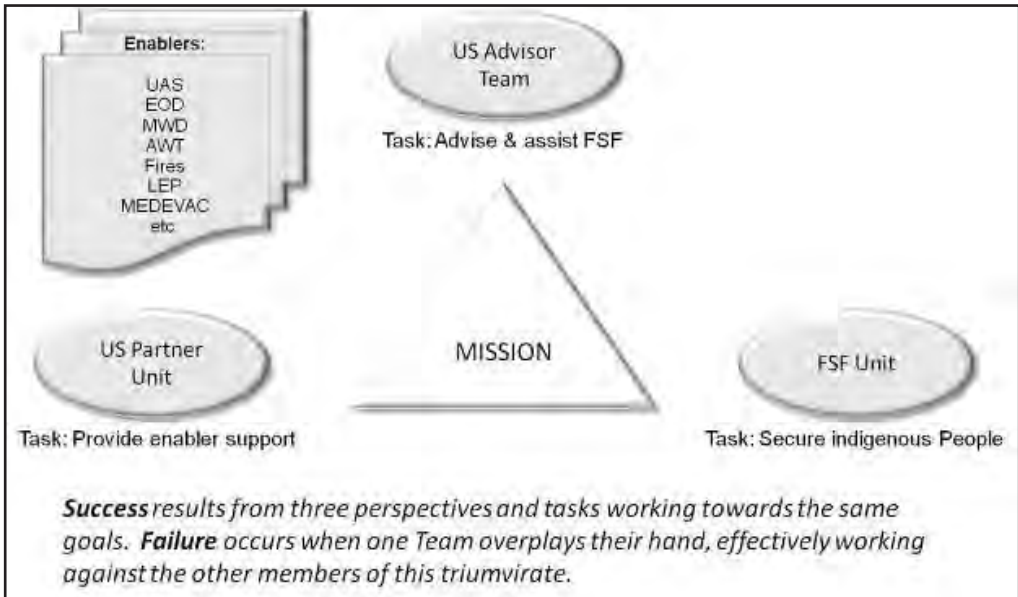 Enablers:
UAS
EOD
MWD
AWT
Fires
LEP
MEDEVAC
etc
US Advisor
Team
Task: Advise & assist FSF
US Partner
Unit
Task: Provide enabler support
MISSION
FSF Unit
Task: Secure indigenous People
Success results from three perspectives and tasks working towards the same
goals. Failure occurs when one Team overplays their hand, effectively working
against the other members of this triumvirate.